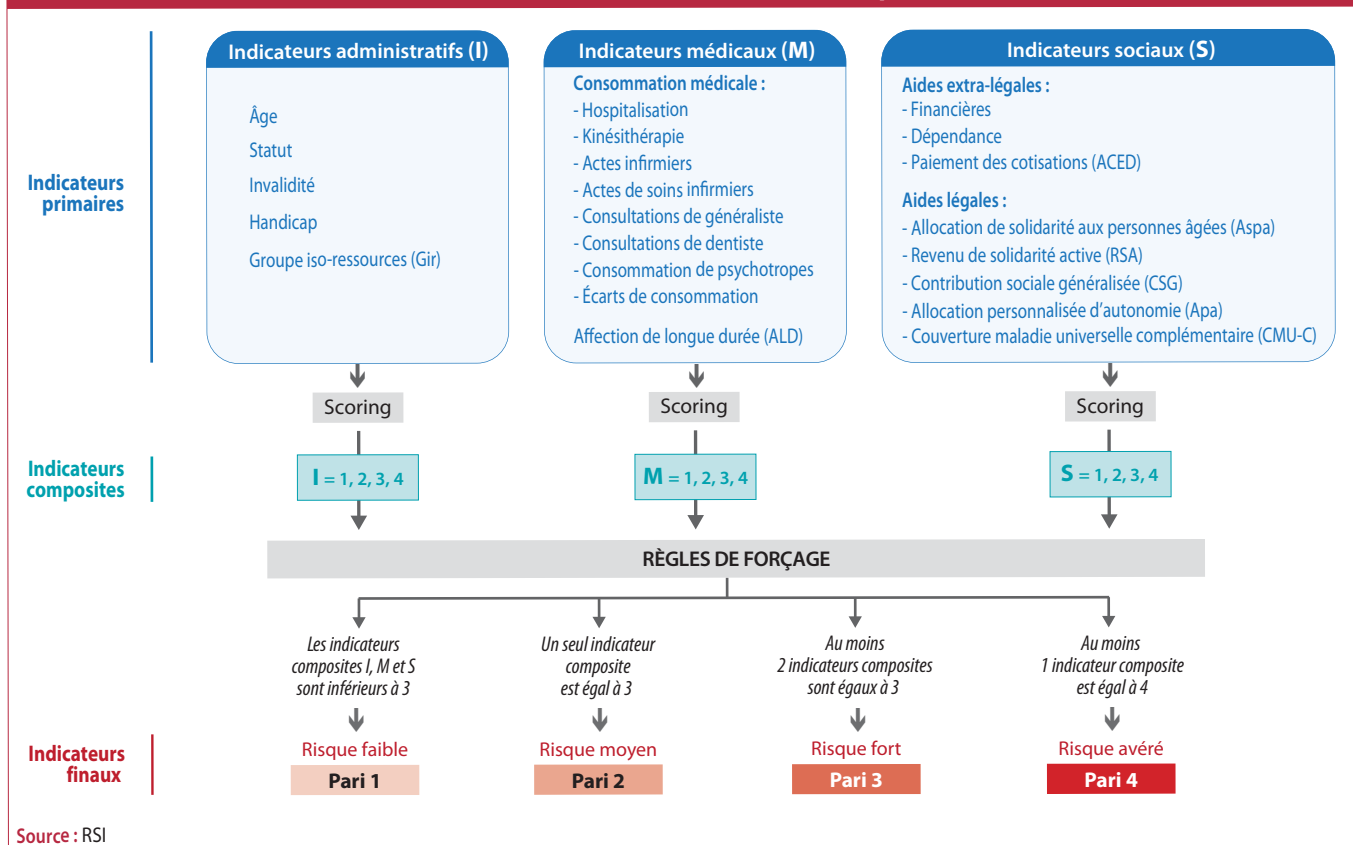 Indicateurs administratifs (I)
Âge
Statut
Invalidité
Handicap
Groupe iso-ressources (Gir)
Indicateurs médicaux (M)
Consommation médicale :
- Hospitalisation
- Kinésithérapie
- Actes infirmiers
- Actes de soins infirmiers
- Consultations de généraliste
- Consultations de dentiste
- Consommation de psychotropes
- Écarts de consommation
Affection de longue durée (ALD)
Indicateurs sociaux (S)
Aides extra-légales :
- Financières
- Dépendance
- Paiement des cotisations (ACED)
Aides légales :
- Allocation de solidarité aux personnes âgées (Aspa)
- Revenu de solidarité active (RSA)
- Contribution sociale généralisée (CSG)
- Allocation personnalisée d'autonomie (Apa)
- Couverture maladie universelle complémentaire (CMU-C)
Indicateurs
primaires
Scoring
Scoring
Scoring
Indicateurs
composites
I = 1, 2, 3, 4
M = 1, 2, 3, 4
S = 1, 2, 3, 4
RÈGLES DE FORÇAGE
Les indicateurs
composites I, M et S
sont inférieurs à 3
Un seul indicateur
composite
est égal à 3
Au moins
2 indicateurs composites
sont égaux à 3
Au moins
1 indicateur composite
est égal à 4
Indicateurs
finaux
Risque faible
Pari 1
Risque moyen
Pari 2
Risque fort
Pari 3
Risque avéré
Pari 4
Source : RSI